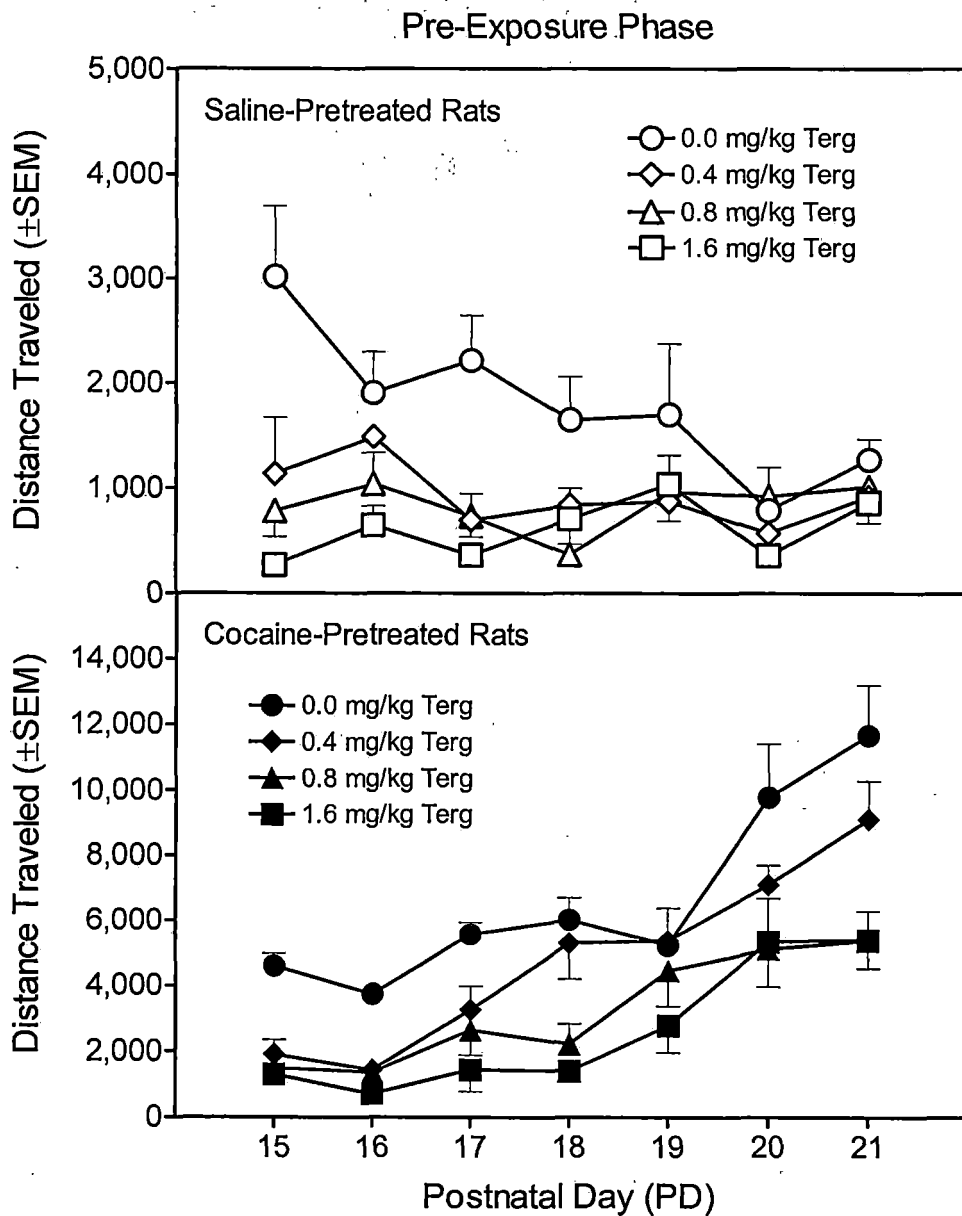 Pre-Exposure Phase
5,000
4,000
3,000
2,000
1,000
0
Distance Traveled (±SEM)
Saline-Pretreated Rats
0.0 mg/kg Terg
0.4 mg/kg Terg
0.8 mg/kg Terg
1.6 mg/kg Terg
14,000
12,000
10,000
8,000
6,000
4,000
2,000
0
Distance Traveled (±SEM)
Cocaine-Pretreated Rats
0.0 mg/kg Terg
0.4 mg/kg Terg
0.8 mg/kg Terg
1.6 mg/kg Terg
15 16 17 18 19 20 21
Postnatal Day (PD)